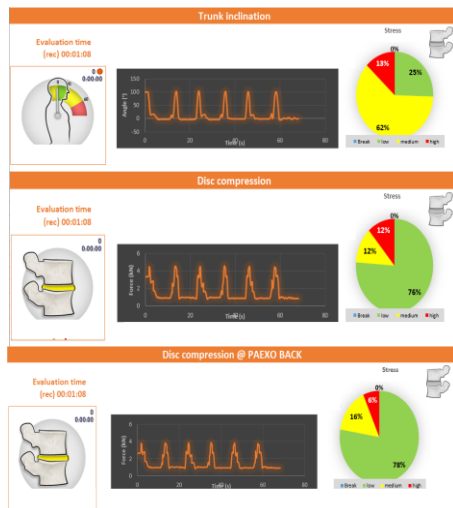 Trunk inclination
Evaluation time
(rec) 00:01:08
0
0:00:00
Stress
0%
13%
25%
62%
Break low medium high
Angle (°)
150
100
50
0
-50
0 20 40 60 80
Time (s)
Disc compression
Evaluation time
(rec) 00:01:08
0
0:00:00
Stress
0%
12%
12%
76%
Break low medium high
Force (kN)
6
4
2
0
0 20 40 60 80
Time (s)
Disc compression @ PAEXO BACK
Evaluation time
(rec) 00:01:08
0
0:00:00
Stress
0%
6%
16%
78%
Break low medium high
Force (kN)
6
4
2
0
0 20 40 60 80
Time (s)